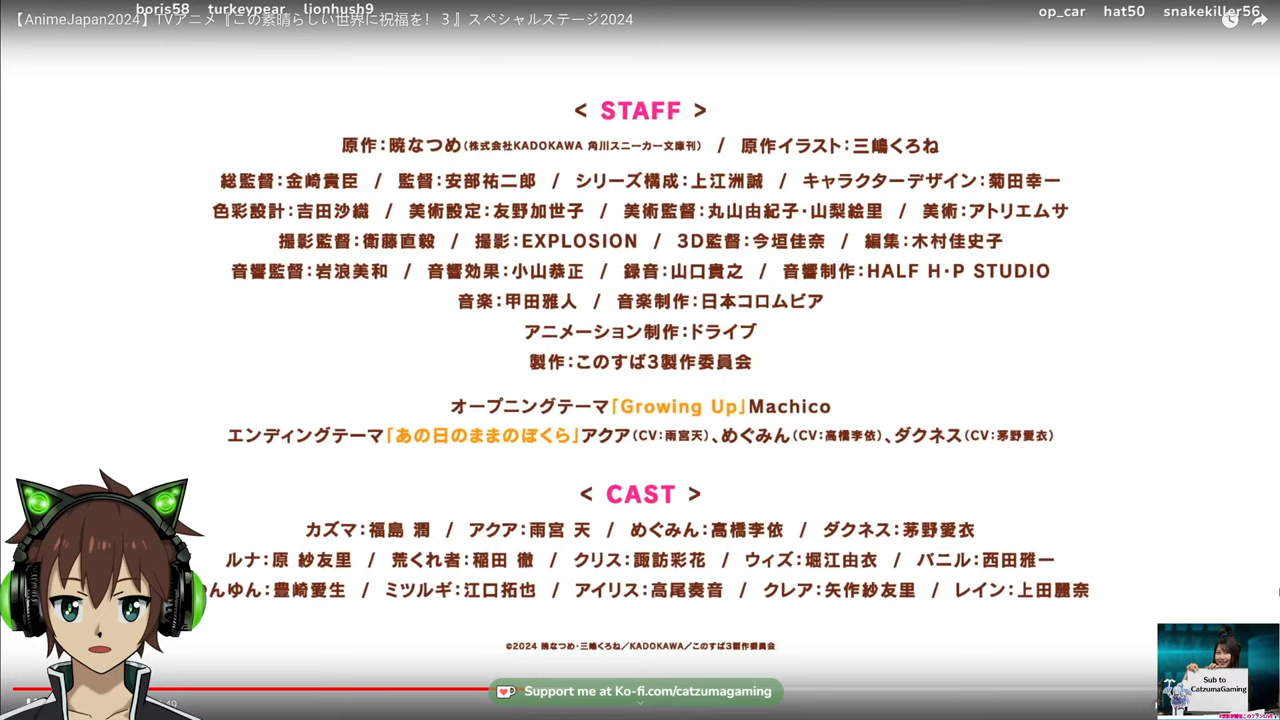 boris58 turkeypear lionhush9
op_car hat50 snakekiller56
【AnimeJapan2024】TVアニメ『この素晴らしい世界に祝福を！３』スペシャルステージ2024
< STAFF >
原作：暁なつめ（株式会社KADOKAWA 角川スニーカー文庫刊） / 原作イラスト：三嶋くろね
総監督：金崎貴臣 / 監督：安部祐二郎 / シリーズ構成：上江洲誠 / キャラクターデザイン：菊田幸一
色彩設計：吉田沙織 / 美術設定：友野加世子 / 美術監督：丸山由紀子・山梨絵里 / 美術：アトリエムサ
撮影監督：衛藤直毅 / 撮影：EXPLOSION / 3D監督：今垣佳奈 / 編集：木村佳史子
音響監督：岩浪美和 / 音響効果：小山恭正 / 録音：山口貴之 / 音響制作：HALF H・P STUDIO
音楽：甲田雅人 / 音楽制作：日本コロムビア
アニメーション制作：ドライブ
製作：このすば3製作委員会
オープニングテーマ「Growing Up」Machico
エンディングテーマ「あの日のままのぼくら」アクア（CV：雨宮天）、めぐみん（CV：高橋李依）、ダクネス（CV：茅野愛衣）
< CAST >
カズマ：福島 潤 / アクア：雨宮 天 / めぐみん：高橋李依 / ダクネス：茅野愛衣
ルナ：原 紗友里 / 荒くれ者：稲田 徹 / クリス：諏訪彩花 / ウィズ：堀江由衣 / バニル：西田雅一
んゆん：豊崎愛生 / ミツルギ：江口拓也 / アイリス：高尾奏音 / クレア：矢作紗友里 / レイン：上田麗奈
©2024 暁なつめ・三嶋くろね／KADOKAWA／このすば3製作委員会
Support me at Ko-fi.com/catzumagaming
Sub to
CatzumaGaming